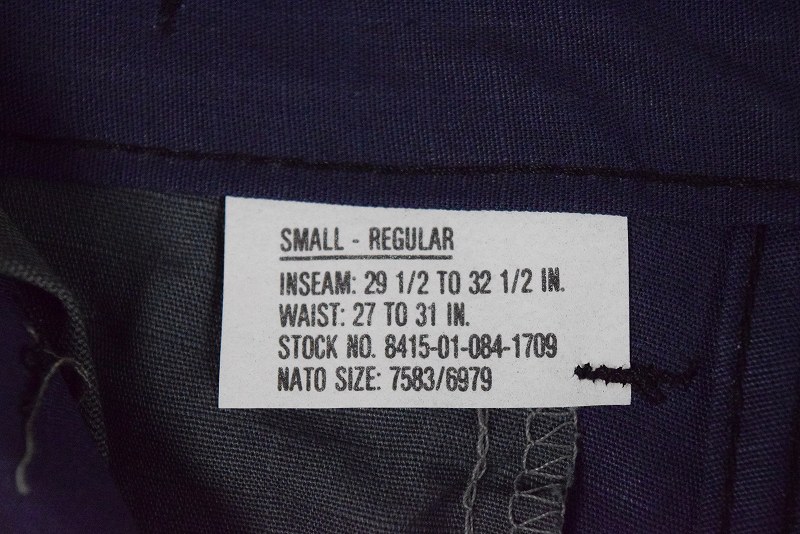 SMALL - REGULAR
INSEAM: 29 1/2 TO 32 1/2 IN.
WAIST: 27 TO 31 IN.
STOCK NO. 8415-01-084-1709
NATO SIZE: 7583/6979